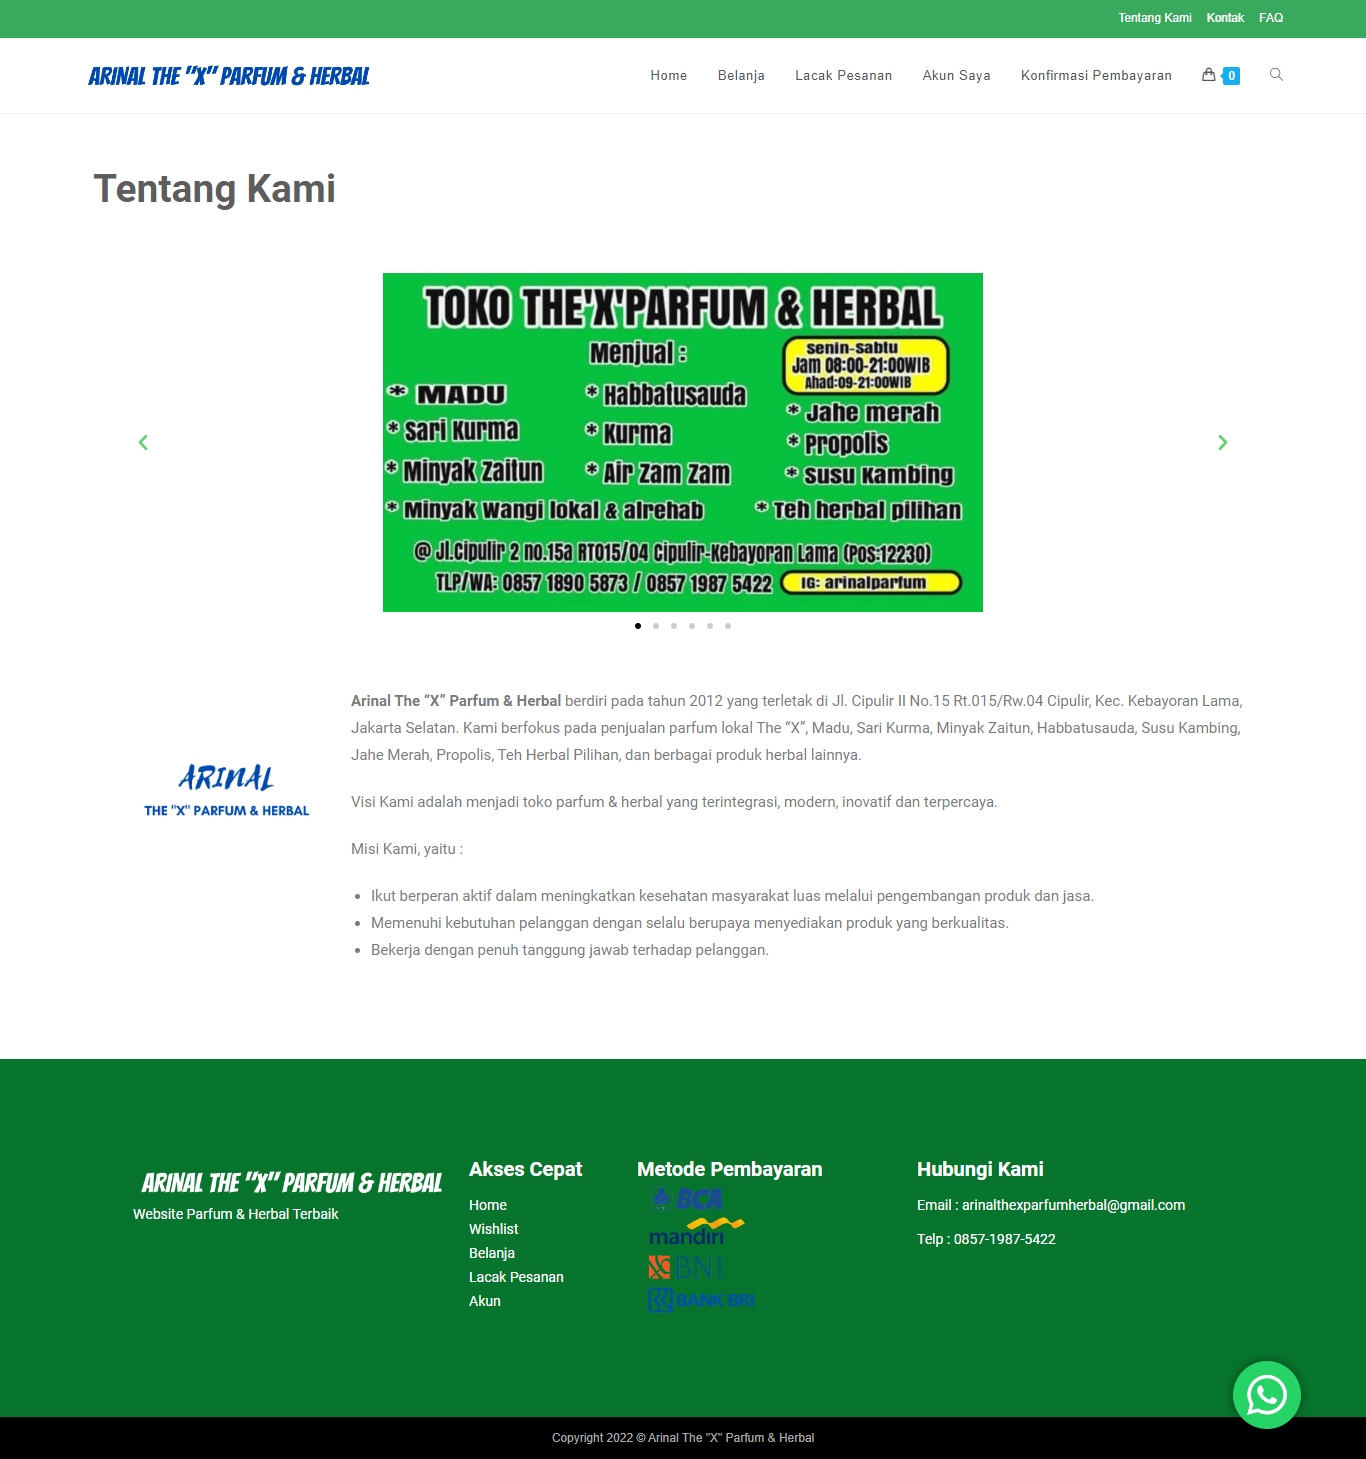 Tentang Kami Kontak FAQ
ARINAL THE "X" PARFUM & HERBAL
Home Belanja Lacak Pesanan Akun Saya Konfirmasi Pembayaran 0
Tentang Kami
TOKO THE'X'PARFUM & HERBAL
Menjual :
senin-sabtu
Jam 08:00-21:00WIB
Ahad:09-21:00WIB
* MADU
* Habbatusauda
* Jahe merah
* Sari Kurma
* Kurma
* Propolis
* Minyak Zaitun
* Air Zam Zam
* Susu Kambing
* Minyak wangi lokal & alrehab
* Teh herbal pilihan
@ Jl.Cipulir 2 no.15a RT015/04 Cipulir-Kebayoran Lama (Pos:12230)
TLP/WA: 0857 1890 5873 / 0857 1987 5422 IG: arinalparfum
ARINAL
THE "X" PARFUM & HERBAL
Arinal The “X” Parfum & Herbal berdiri pada tahun 2012 yang terletak di Jl. Cipulir II No.15 Rt.015/Rw.04 Cipulir, Kec. Kebayoran Lama,
Jakarta Selatan. Kami berfokus pada penjualan parfum lokal The “X”, Madu, Sari Kurma, Minyak Zaitun, Habbatusauda, Susu Kambing,
Jahe Merah, Propolis, Teh Herbal Pilihan, dan berbagai produk herbal lainnya.
Visi Kami adalah menjadi toko parfum & herbal yang terintegrasi, modern, inovatif dan terpercaya.
Misi Kami, yaitu :
• Ikut berperan aktif dalam meningkatkan kesehatan masyarakat luas melalui pengembangan produk dan jasa.
• Memenuhi kebutuhan pelanggan dengan selalu berupaya menyediakan produk yang berkualitas.
• Bekerja dengan penuh tanggung jawab terhadap pelanggan.
ARINAL THE "X" PARFUM & HERBAL
Website Parfum & Herbal Terbaik
Akses Cepat
Home
Wishlist
Belanja
Lacak Pesanan
Akun
Metode Pembayaran
BCA
mandiri
BNI
BANK BRI
Hubungi Kami
Email : arinalthexparfumherbal@gmail.com
Telp : 0857-1987-5422
Copyright 2022 © Arinal The "X" Parfum & Herbal